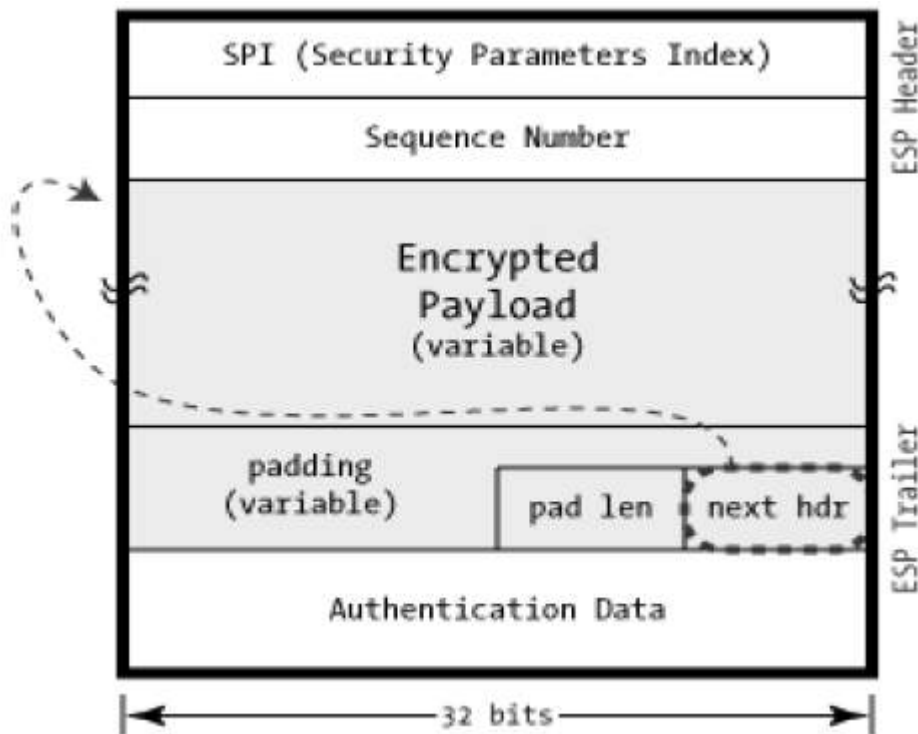 SPI (Security Parameters Index)
ESP Header
Sequence Number
Encrypted
Payload
(variable)
padding
(variable)
pad len
next hdr
ESP Trailer
Authentication Data
32 bits